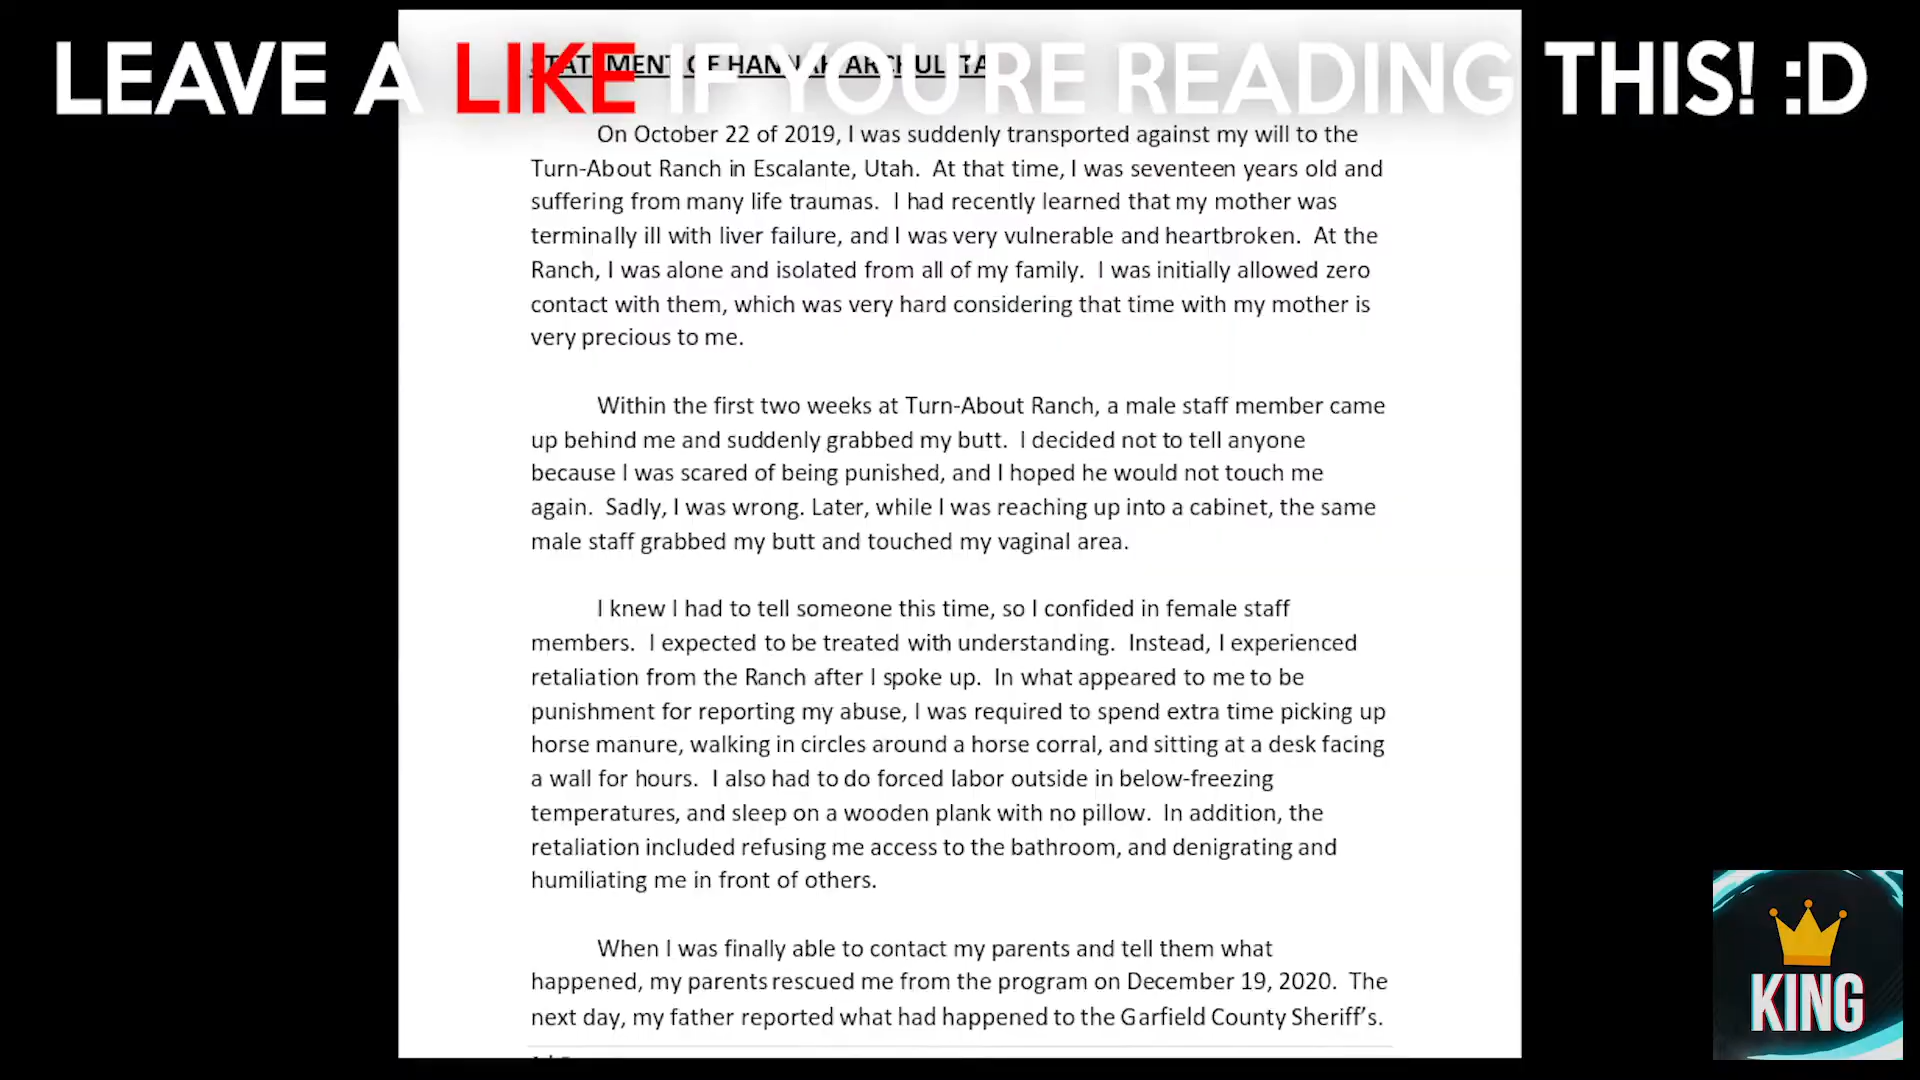 LEAVE A LIKE IF YOU'RE READING THIS! :D
STATEMENT OF HANNAH ARCHULETA
On October 22 of 2019, I was suddenly transported against my will to the
Turn-About Ranch in Escalante, Utah. At that time, I was seventeen years old and
suffering from many life traumas. I had recently learned that my mother was
terminally ill with liver failure, and I was very vulnerable and heartbroken. At the
Ranch, I was alone and isolated from all of my family. I was initially allowed zero
contact with them, which was very hard considering that time with my mother is
very precious to me.
Within the first two weeks at Turn-About Ranch, a male staff member came
up behind me and suddenly grabbed my butt. I decided not to tell anyone
because I was scared of being punished, and I hoped he would not touch me
again. Sadly, I was wrong. Later, while I was reaching up into a cabinet, the same
male staff grabbed my butt and touched my vaginal area.
I knew I had to tell someone this time, so I confided in female staff
members. I expected to be treated with understanding. Instead, I experienced
retaliation from the Ranch after I spoke up. In what appeared to me to be
punishment for reporting my abuse, I was required to spend extra time picking up
horse manure, walking in circles around a horse corral, and sitting at a desk facing
a wall for hours. I also had to do forced labor outside in below-freezing
temperatures, and sleep on a wooden plank with no pillow. In addition, the
retaliation included refusing me access to the bathroom, and denigrating and
humiliating me in front of others.
When I was finally able to contact my parents and tell them what
happened, my parents rescued me from the program on December 19, 2020. The
next day, my father reported what had happened to the Garfield County Sheriff's.
KING